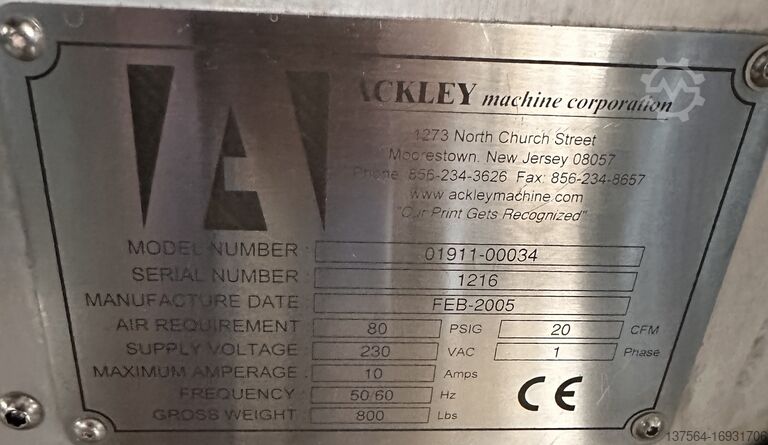 A
ACKLEY machine corporation
1273 North Church Street
Moorestown, New Jersey 08057
Phone: 856-234-3626 Fax: 856-234-8657
www.ackleymachine.com
"Our Print Gets Recognized"
MODEL NUMBER : 01911-00034
SERIAL NUMBER : 1216
MANUFACTURE DATE : FEB-2005
AIR REQUIREMENT : 80 PSIG 20 CFM
SUPPLY VOLTAGE : 230 VAC 1 Phase
MAXIMUM AMPERAGE : 10 Amps
FREQUENCY : 50/60 Hz
GROSS WEIGHT : 800 Lbs
CE
137564-16931706